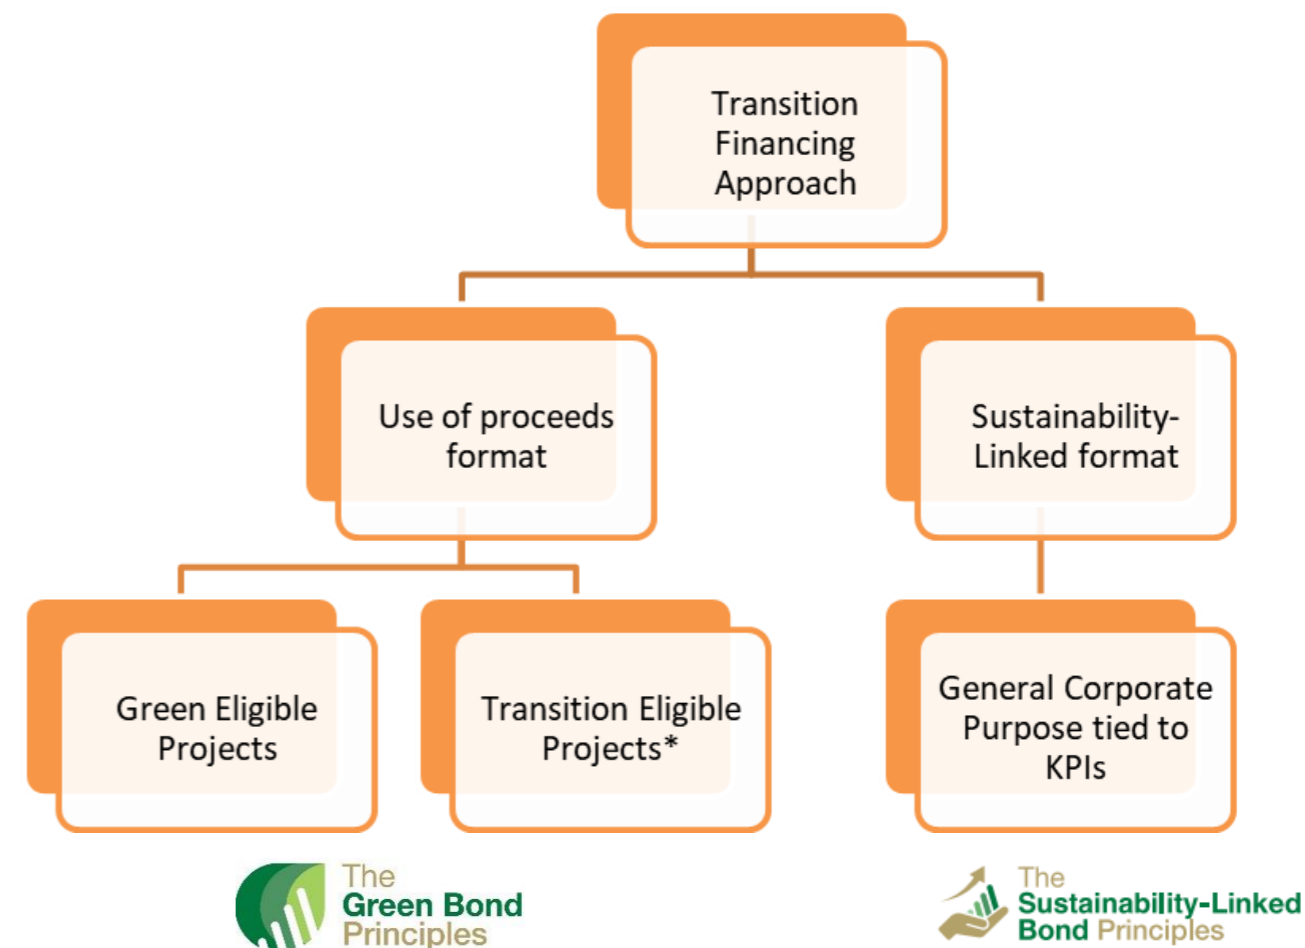 Transition
Financing
Approach
Use of proceeds
format
Sustainability-
Linked format
Green Eligible
Projects
Transition Eligible
Projects*
General Corporate
Purpose tied to
KPIs
The
Green Bond
Principles
The
Sustainability-Linked
Bond Principles